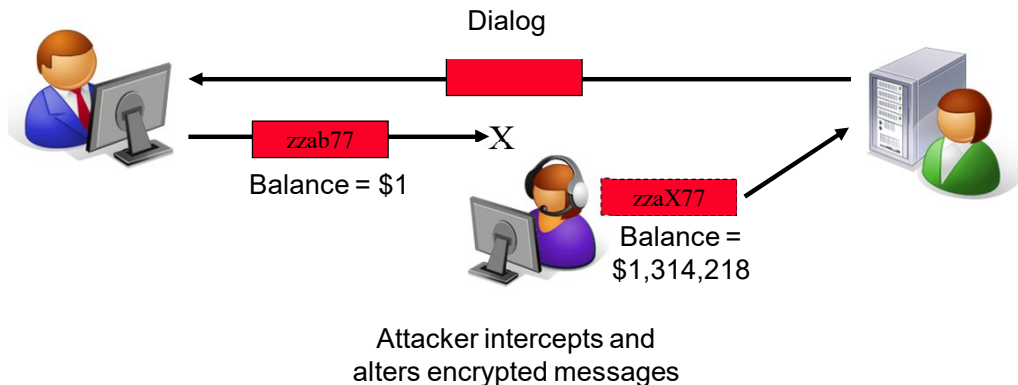 Dialog
zzab77
X
Balance = $1
zzaX77
Balance =
$1,314,218
Attacker intercepts and
alters encrypted messages